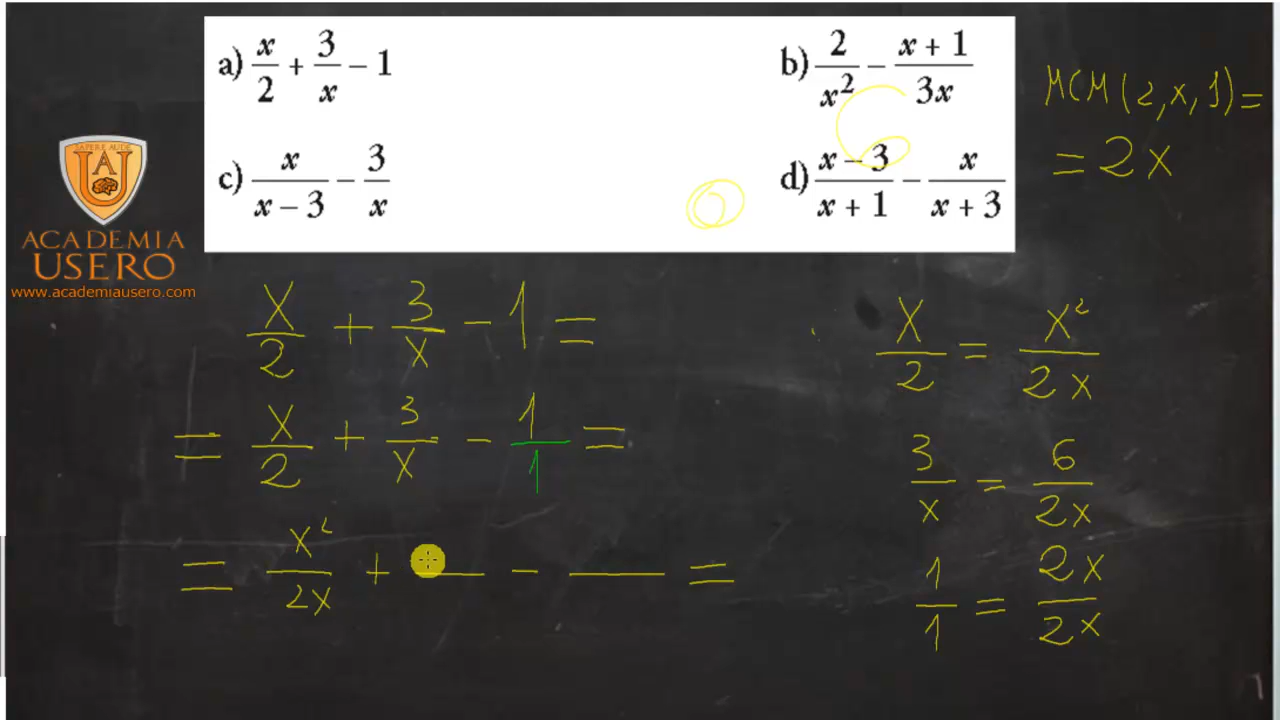 a) x/2 + 3/x − 1
b) 2/x² − (x + 1)/3x
c) x/(x − 3) − 3/x
d) (x − 3)/(x + 1) − x/(x + 3)
MCM(2,x,1)=
= 2x
SAPERE AUDE
UA
ACADEMIA
USERO
www.academiausero.com
x/2 + 3/x − 1 =
= x/2 + 3/x − 1/1 =
= x²/2x + — − — =
x/2 = x²/2x
3/x = 6/2x
1/1 = 2x/2x
1